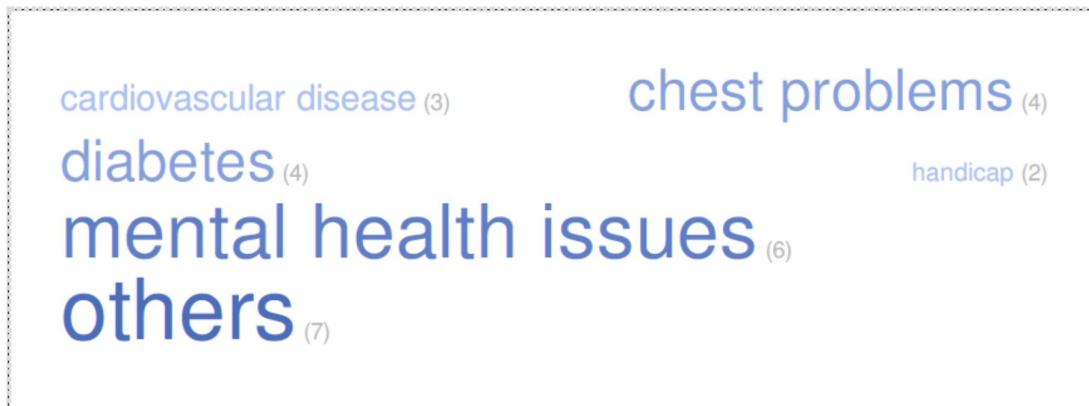 cardiovascular disease (3) chest problems (4)
diabetes (4) handicap (2)
mental health issues (6)
others (7)